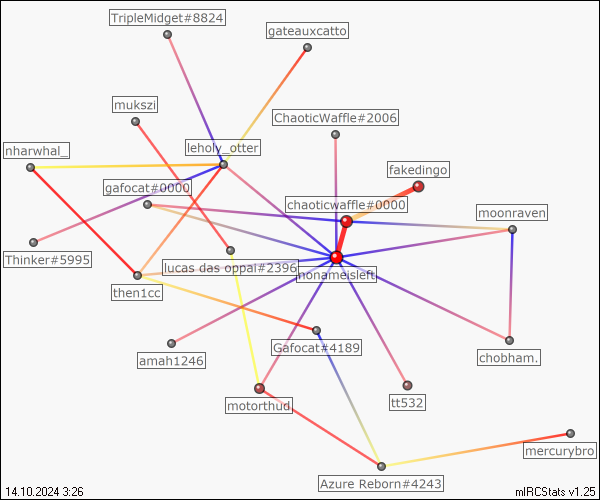 TripleMidget#8824
gateauxcatto
mukszi
ChaoticWaffle#2006
nharwhal_
leholy_otter
fakedingo
gafocat#0000
chaoticwaffle#0000
moonraven
Thinker#5995
lucas das oppai#2396
nonameisleft
then1cc
Gafocat#4189
amah1246
chobham.
motorthud
tt532
mercurybro
Azure Reborn#4243
14.10.2024 3:26
mIRCStats v1.25